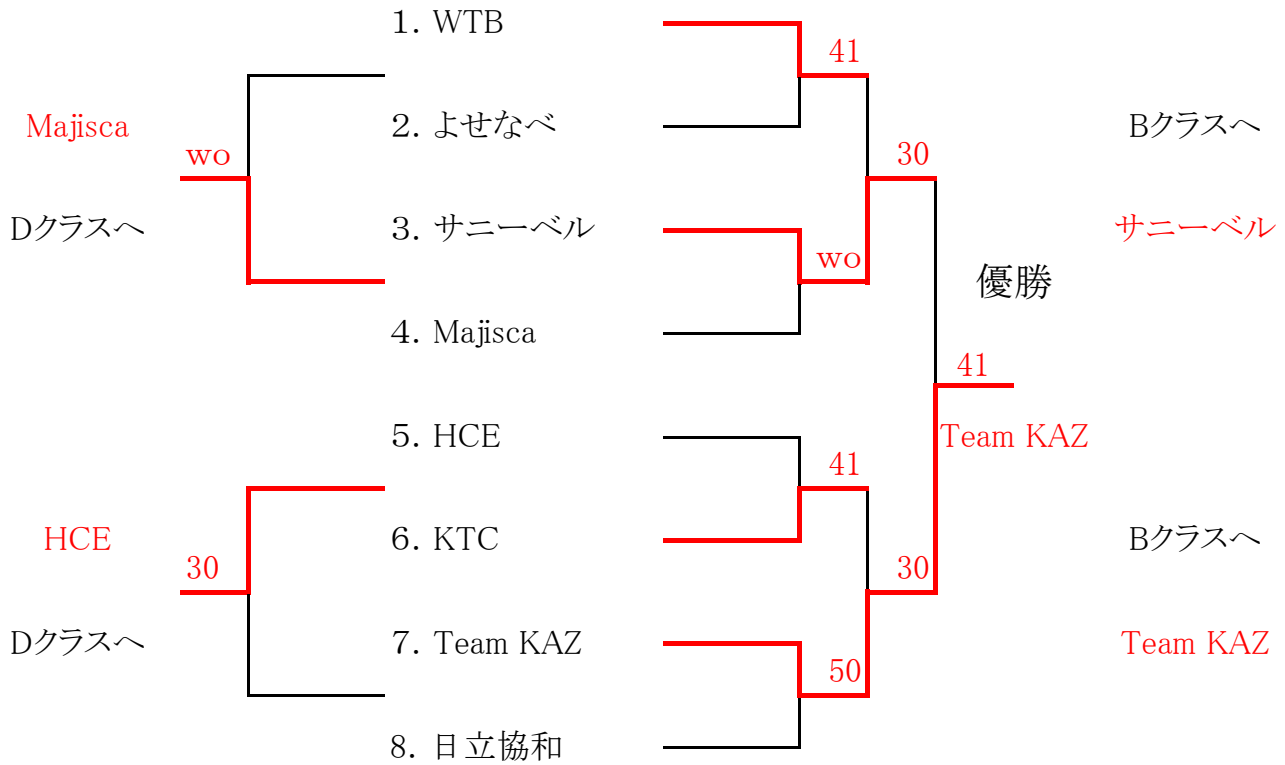 1. WTB
41
Majisca
2. よせなべ
Bクラスへ
wo
30
Dクラスへ
3. サニーベル
サニーベル
wo
優勝
4. Majisca
41
5. HCE
Team KAZ
41
HCE
6. KTC
Bクラスへ
30
30
Dクラスへ
7. Team KAZ
Team KAZ
50
8. 日立協和